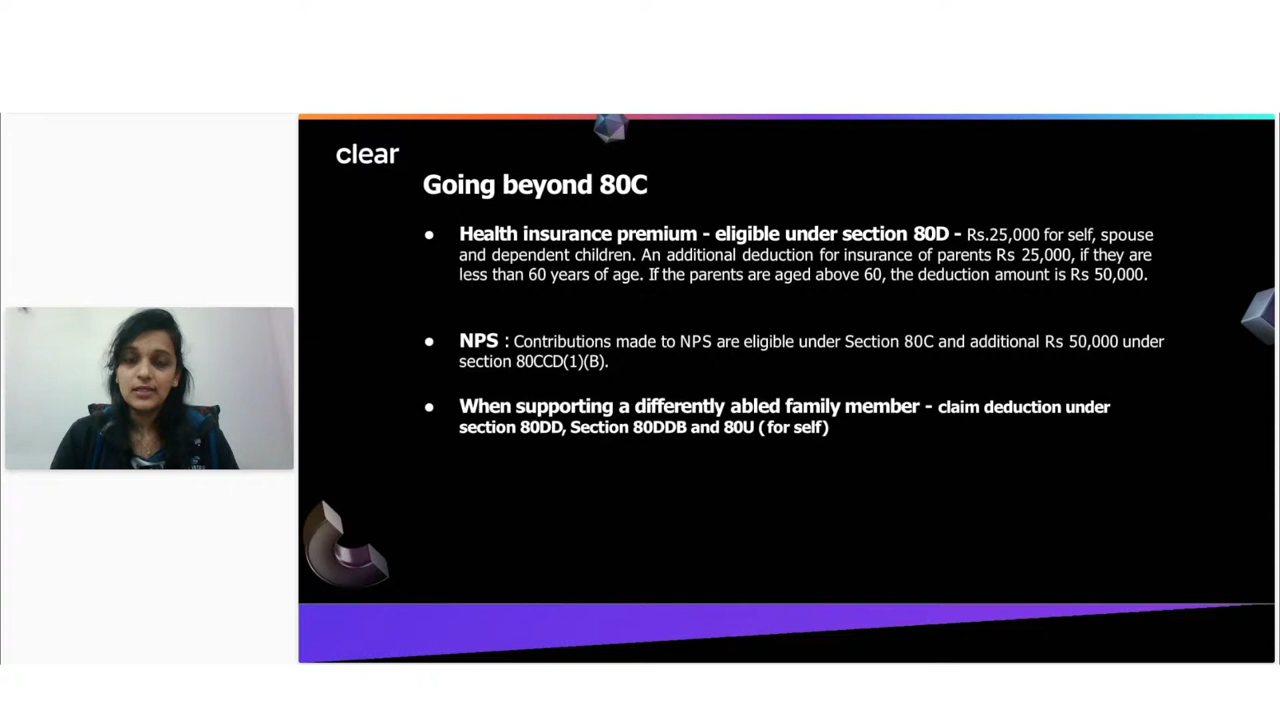 clear
Going beyond 80C
● Health insurance premium - eligible under section 80D - Rs.25,000 for self, spouse
and dependent children. An additional deduction for insurance of parents Rs 25,000, if they are
less than 60 years of age. If the parents are aged above 60, the deduction amount is Rs 50,000.
● NPS : Contributions made to NPS are eligible under Section 80C and additional Rs 50,000 under
section 80CCD(1)(B).
● When supporting a differently abled family member - claim deduction under
section 80DD, Section 80DDB and 80U ( for self)